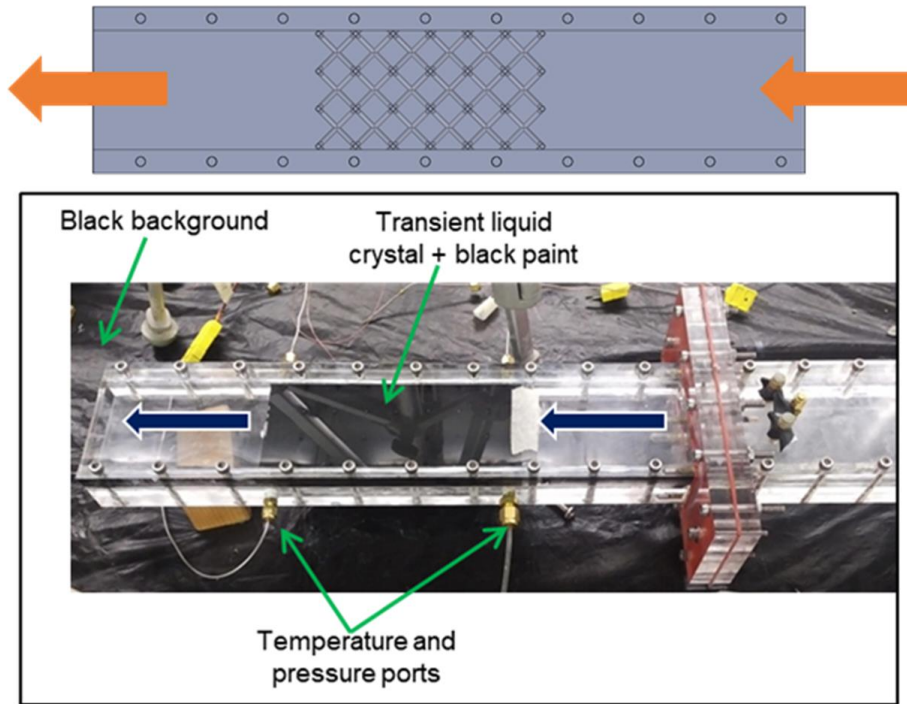 Black background
Transient liquid
crystal + black paint
Temperature and
pressure ports